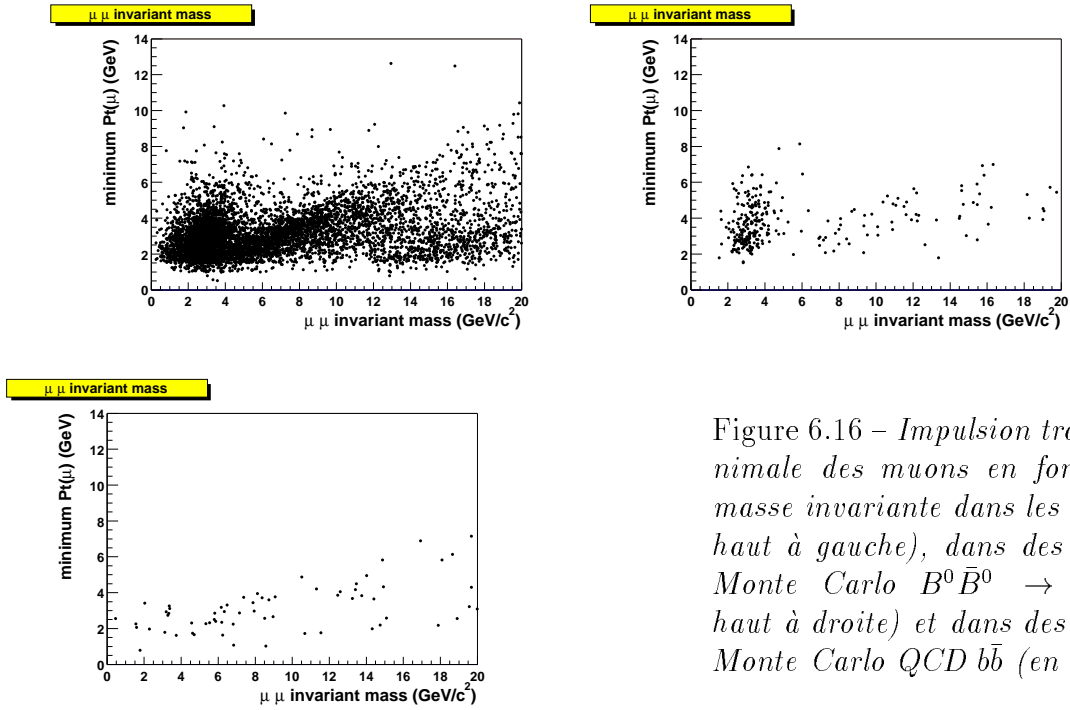 μ μ invariant mass
minimum Pt(μ) (GeV)
14
12
10
8
6
4
2
0
0 2 4 6 8 10 12 14 16 18 20
μ μ invariant mass (GeV/c²)
μ μ invariant mass
mininum Pt(μ) (GeV)
14
12
10
8
6
4
2
0
0 2 4 6 8 10 12 14 16 18 20
μ μ invariant mass (GeV/c²)
μ μ invariant mass
minimum Pt(μ) (GeV)
14
12
10
8
6
4
2
0
0 2 4 6 8 10 12 14 16 18 20
μ μ invariant mass (GeV/c²)
Figure 6.16 – Impulsion tra
nimale des muons en for
masse invariante dans les
haut à gauche), dans des
Monte Carlo B⁰B̄⁰ →
haut à droite) et dans des
Monte Carlo QCD bb̄ (en